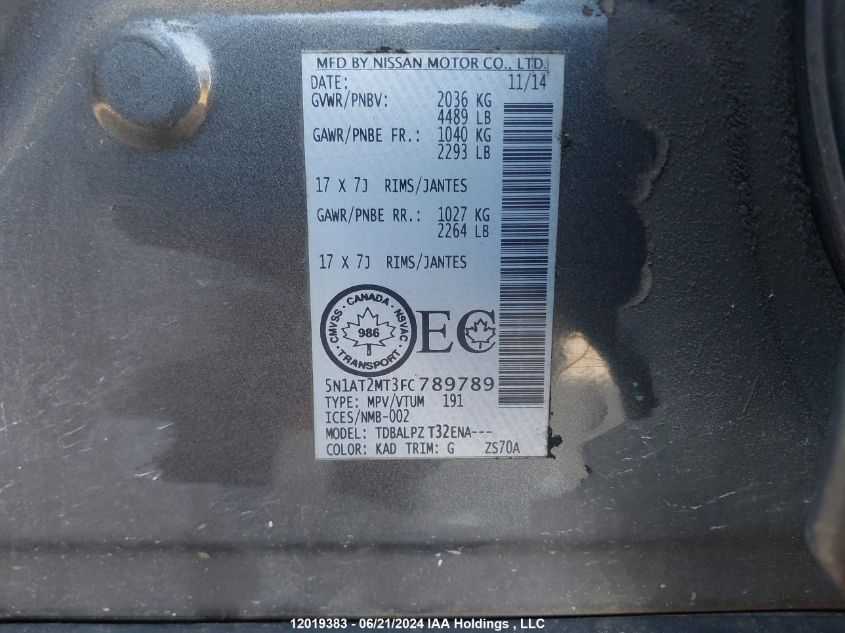 MFD BY NISSAN MOTOR CO., LTD.
DATE: 11/14
GVWR/PNBV: 2036 KG
4489 LB
GAWR/PNBE FR.: 1040 KG
2293 LB
17 X 7J RIMS/JANTES
GAWR/PNBE RR.: 1027 KG
2264 LB
17 X 7J RIMS/JANTES
CMVSS · CANADA · NSVAC · TRANSPORT ·
986
EC
5N1AT2MT3FC789789
TYPE: MPV/VTUM 191
ICES/NMB-002
MODEL: TDBALPZ T32ENA---
COLOR: KAD TRIM: G ZS70A
12019383 - 06/21/2024 IAA Holdings , LLC